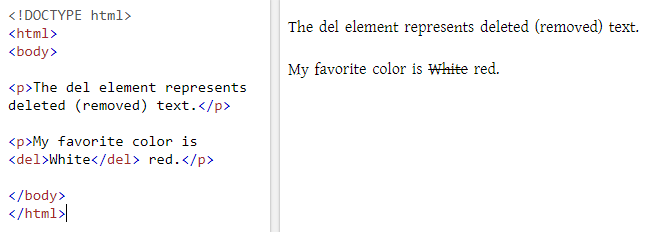 <!DOCTYPE html>
<html>
<body>
<p>The del element represents
deleted (removed) text.</p>
<p>My favorite color is
<del>White</del> red.</p>
</body>
</html>
The del element represents deleted (removed) text.
My favorite color is White red.